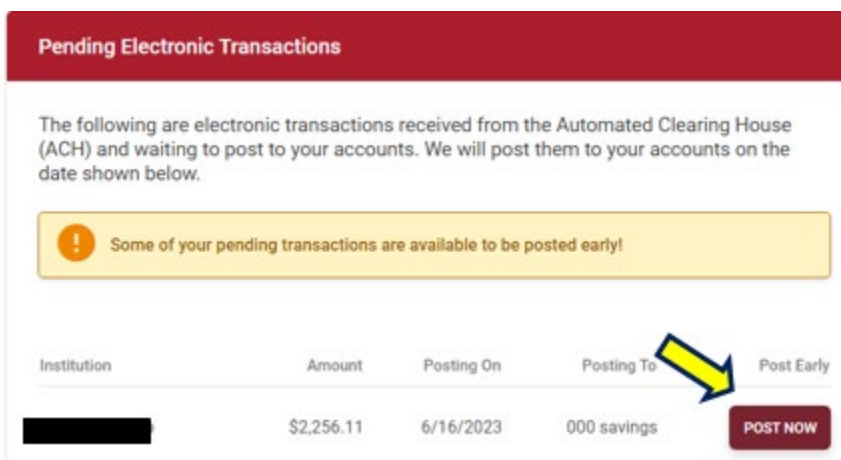 Pending Electronic Transactions
The following are electronic transactions received from the Automated Clearing House
(ACH) and waiting to post to your accounts. We will post them to your accounts on the
date shown below.
Some of your pending transactions are available to be posted early!
Institution Amount Posting On Posting To Post Early
$2,256.11 6/16/2023 000 savings POST NOW